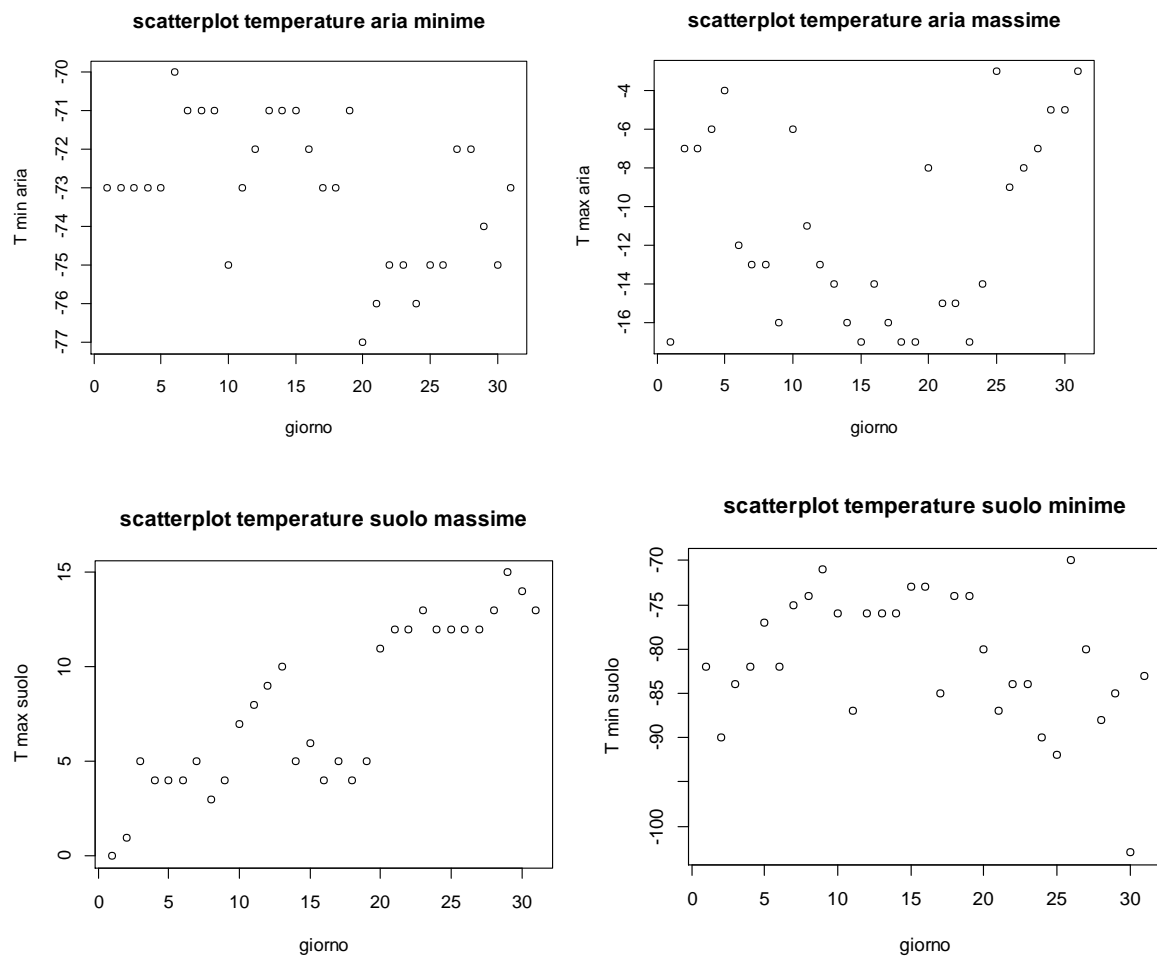 scatterplot temperature aria minime
T min aria
-70
-71
-72
-73
-74
-75
-76
-77
0 5 10 15 20 25 30
giorno
scatterplot temperature aria massime
T max aria
-4
-6
-8
-10
-12
-14
-16
0 5 10 15 20 25 30
giorno
scatterplot temperature suolo massime
T max suolo
15
10
5
0
0 5 10 15 20 25 30
giorno
scatterplot temperature suolo minime
T min suolo
-70
-75
-80
-85
-90
-100
0 5 10 15 20 25 30
giorno